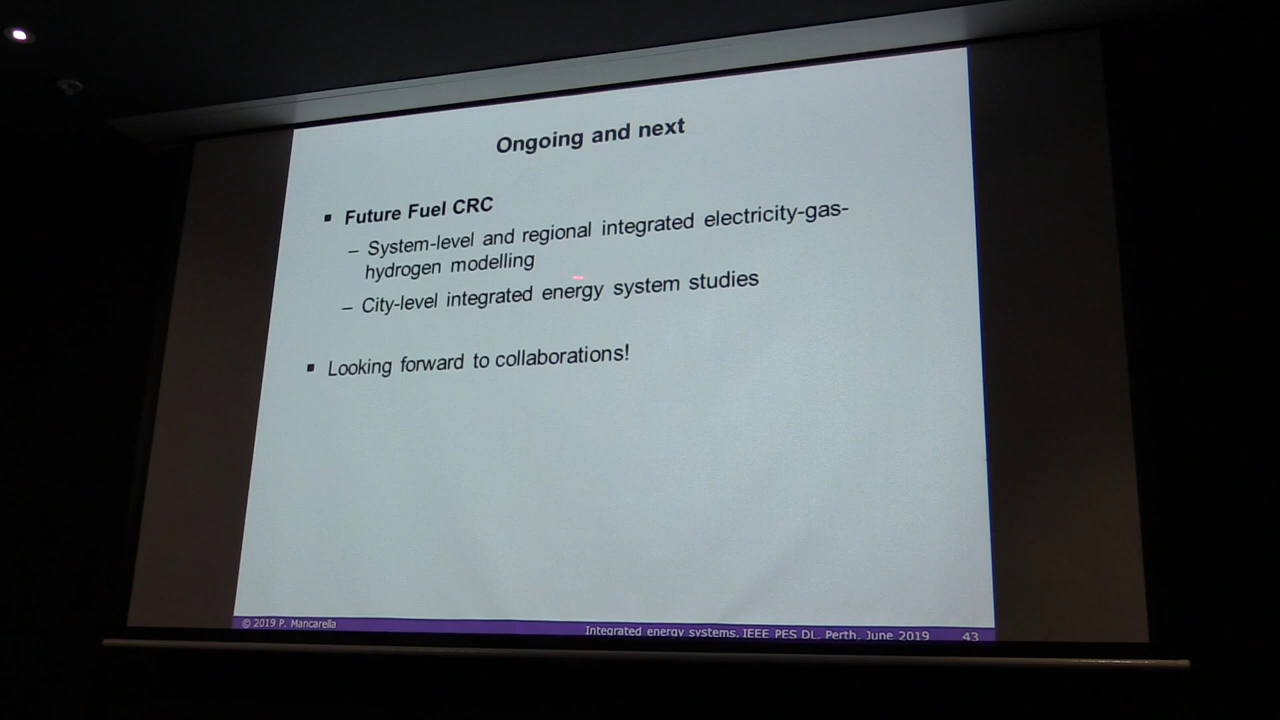 Ongoing and next
▪ Future Fuel CRC
– System-level and regional integrated electricity-gas-
hydrogen modelling
– City-level integrated energy system studies
▪ Looking forward to collaborations!
© 2019 P. Mancarella
Integrated energy systems. IEEE PES DL. Perth. June 2019 43